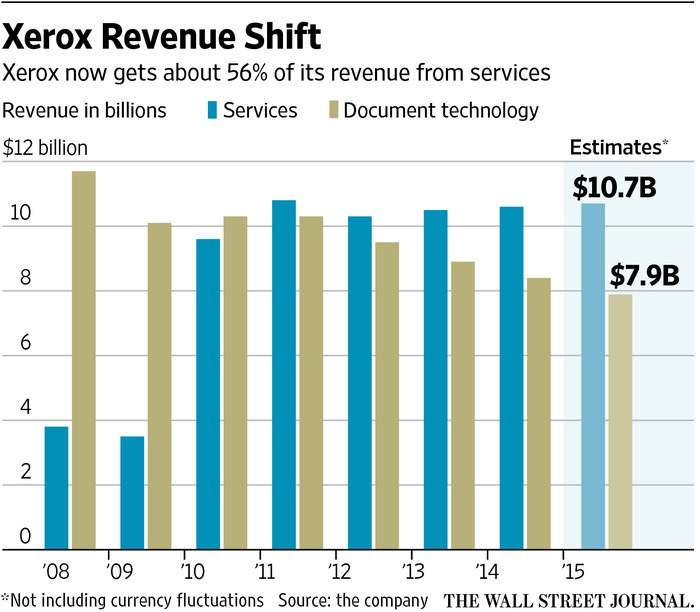 Xerox Revenue Shift
Xerox now gets about 56% of its revenue from services
Revenue in billions Services Document technology
$12 billion Estimates*
$10.7B
10
8
$7.9B
6
4
2
0
’08 ’09 ’10 ’11 ’12 ’13 ’14 ’15
*Not including currency fluctuations Source: the company THE WALL STREET JOURNAL.